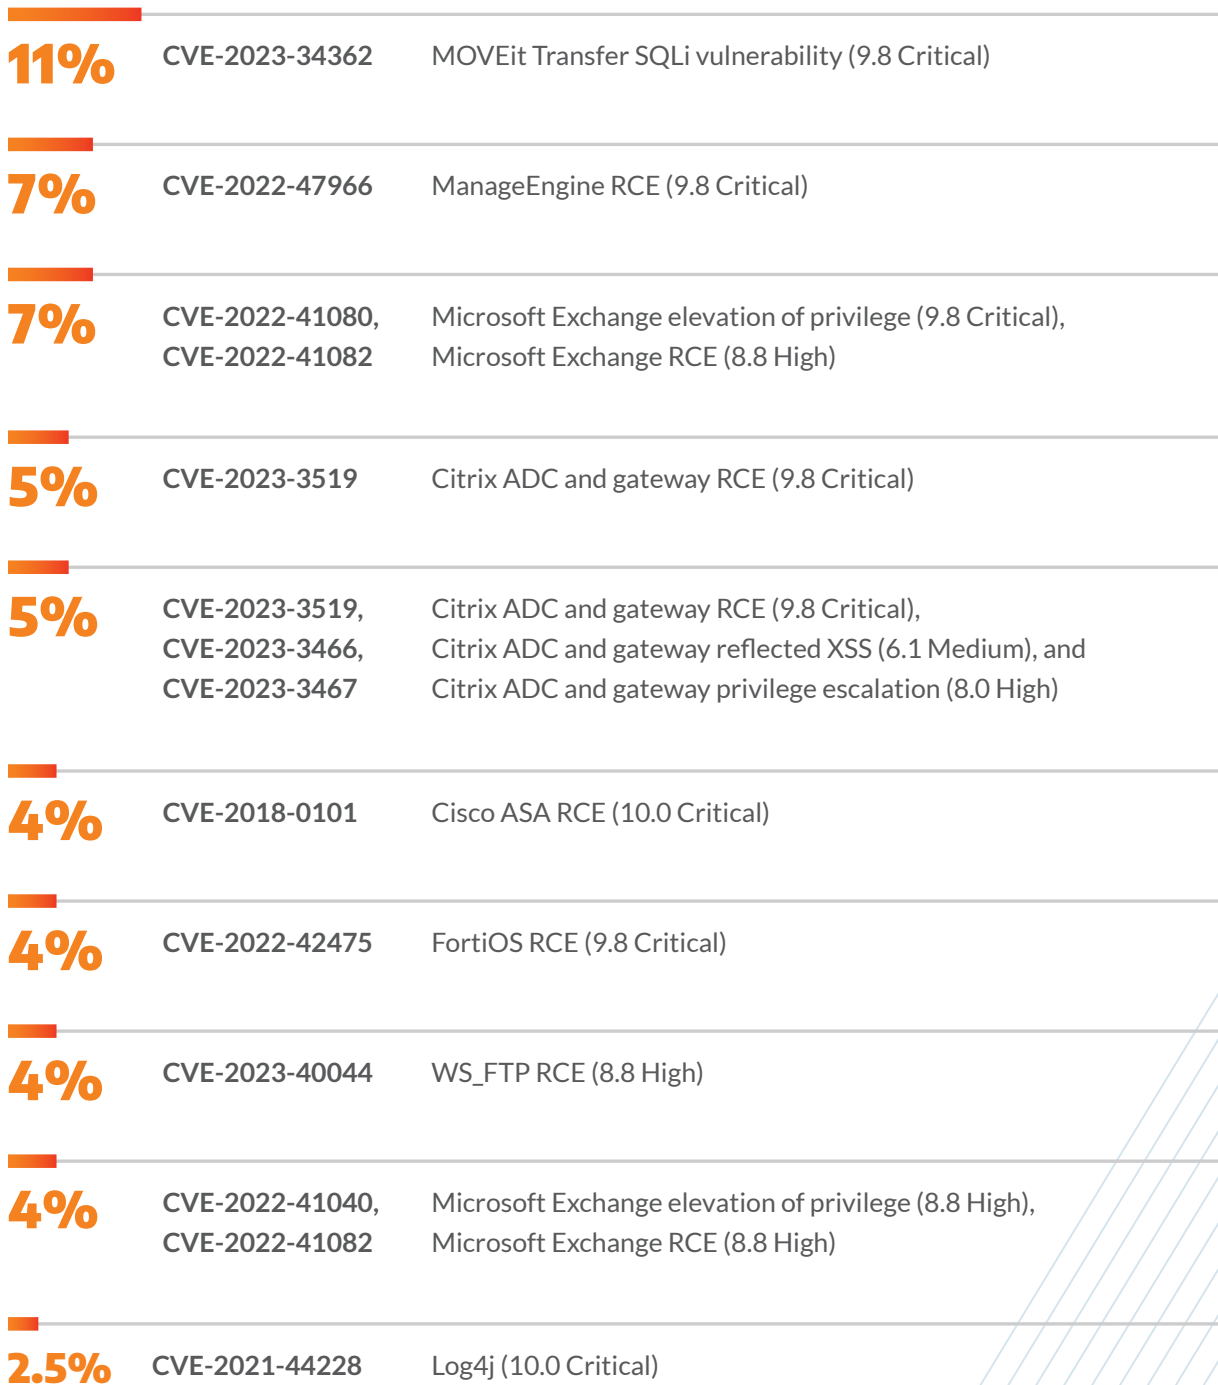 11% CVE-2023-34362 MOVEit Transfer SQLi vulnerability (9.8 Critical)
7% CVE-2022-47966 ManageEngine RCE (9.8 Critical)
7% CVE-2022-41080, Microsoft Exchange elevation of privilege (9.8 Critical),
CVE-2022-41082 Microsoft Exchange RCE (8.8 High)
5% CVE-2023-3519 Citrix ADC and gateway RCE (9.8 Critical)
5% CVE-2023-3519, Citrix ADC and gateway RCE (9.8 Critical),
CVE-2023-3466, Citrix ADC and gateway reflected XSS (6.1 Medium), and
CVE-2023-3467 Citrix ADC and gateway privilege escalation (8.0 High)
4% CVE-2018-0101 Cisco ASA RCE (10.0 Critical)
4% CVE-2022-42475 FortiOS RCE (9.8 Critical)
4% CVE-2023-40044 WS_FTP RCE (8.8 High)
4% CVE-2022-41040, Microsoft Exchange elevation of privilege (8.8 High),
CVE-2022-41082 Microsoft Exchange RCE (8.8 High)
2.5% CVE-2021-44228 Log4j (10.0 Critical)